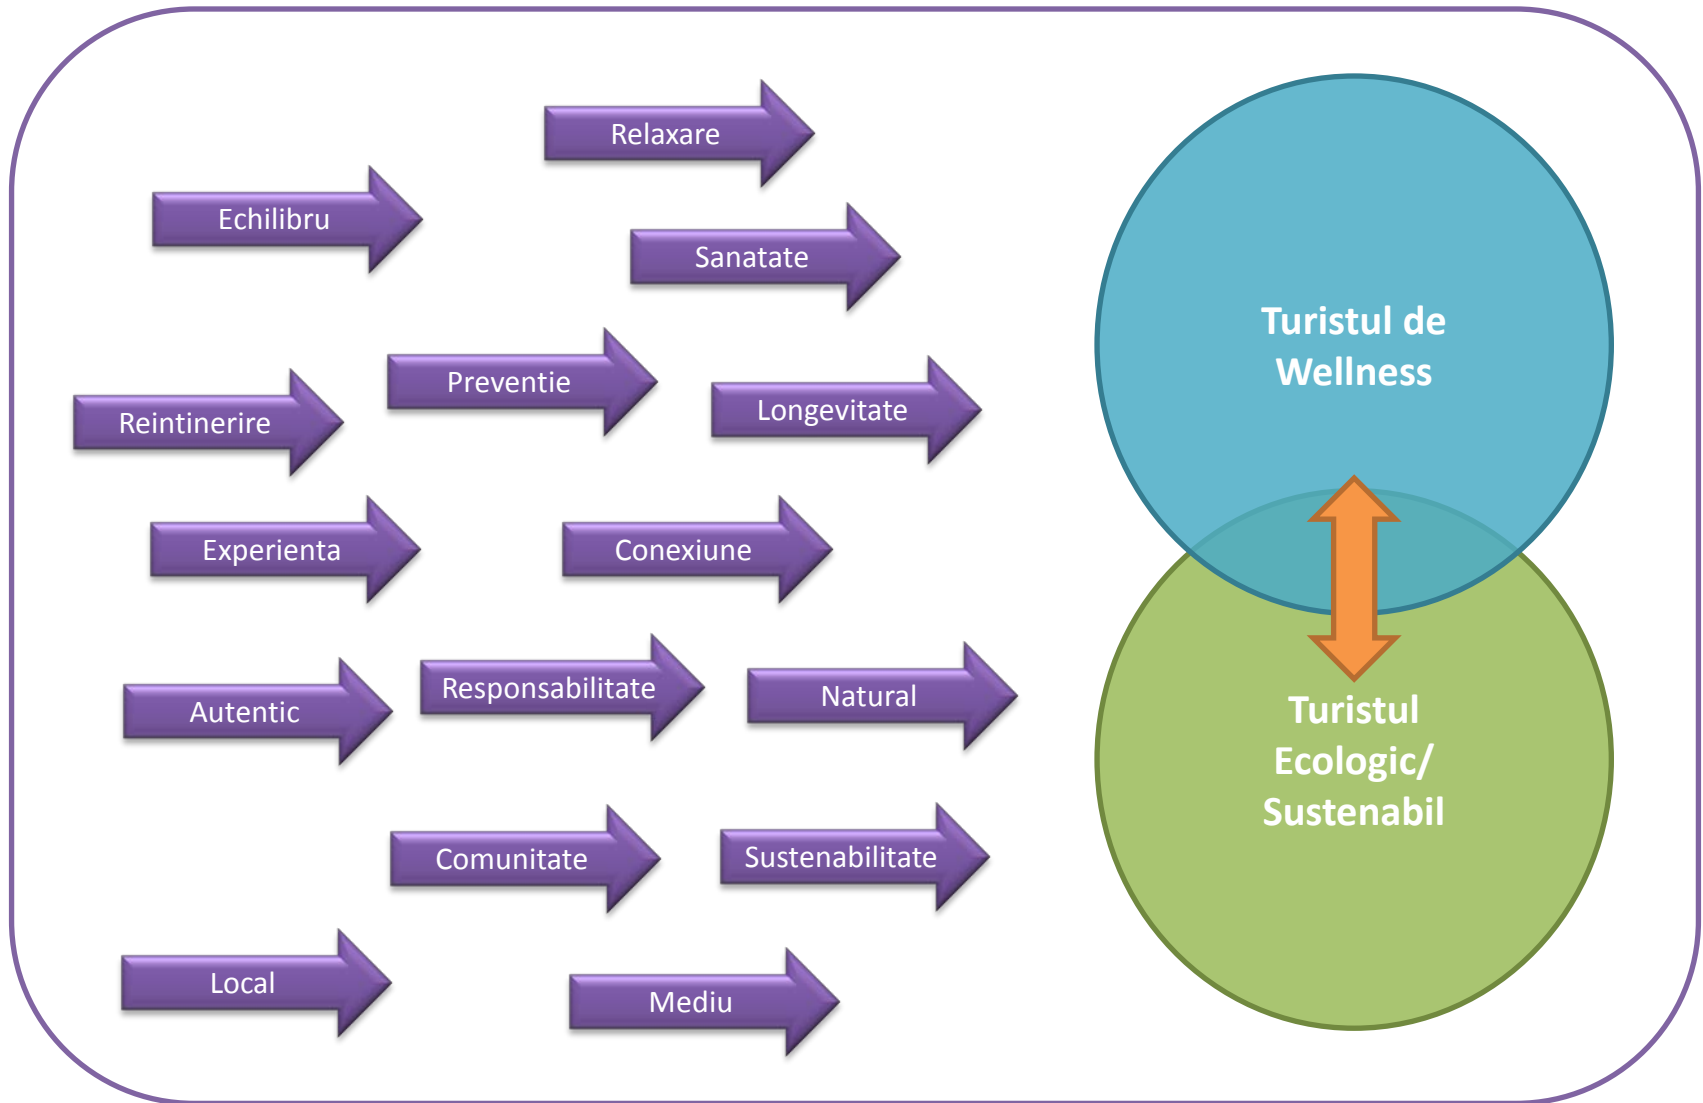 Relaxare
Echilibru
Sanatate
Turistul de
Wellness
Preventie
Longevitate
Reintinerire
Experienta
Conexiune
Responsabilitate
Natural
Autentic
Turistul
Ecologic/
Sustenabil
Comunitate
Sustenabilitate
Local
Mediu